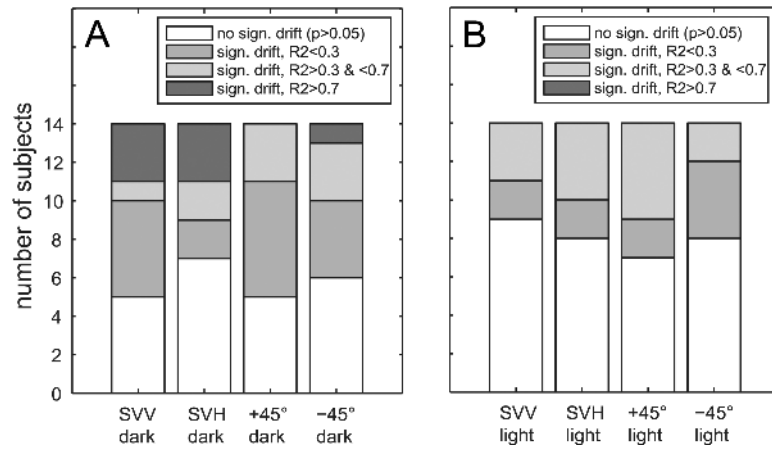 A
no sign. drift (p>0.05)
sign. drift, R2<0.3
sign. drift, R2>0.3 & <0.7
sign. drift, R2>0.7
number of subjects
14
12
10
8
6
4
2
0
SVV SVH +45° −45°
dark dark dark dark
B
no sign. drift (p>0.05)
sign. drift, R2<0.3
sign. drift, R2>0.3 & <0.7
sign. drift, R2>0.7
SVV SVH +45° −45°
light light light light